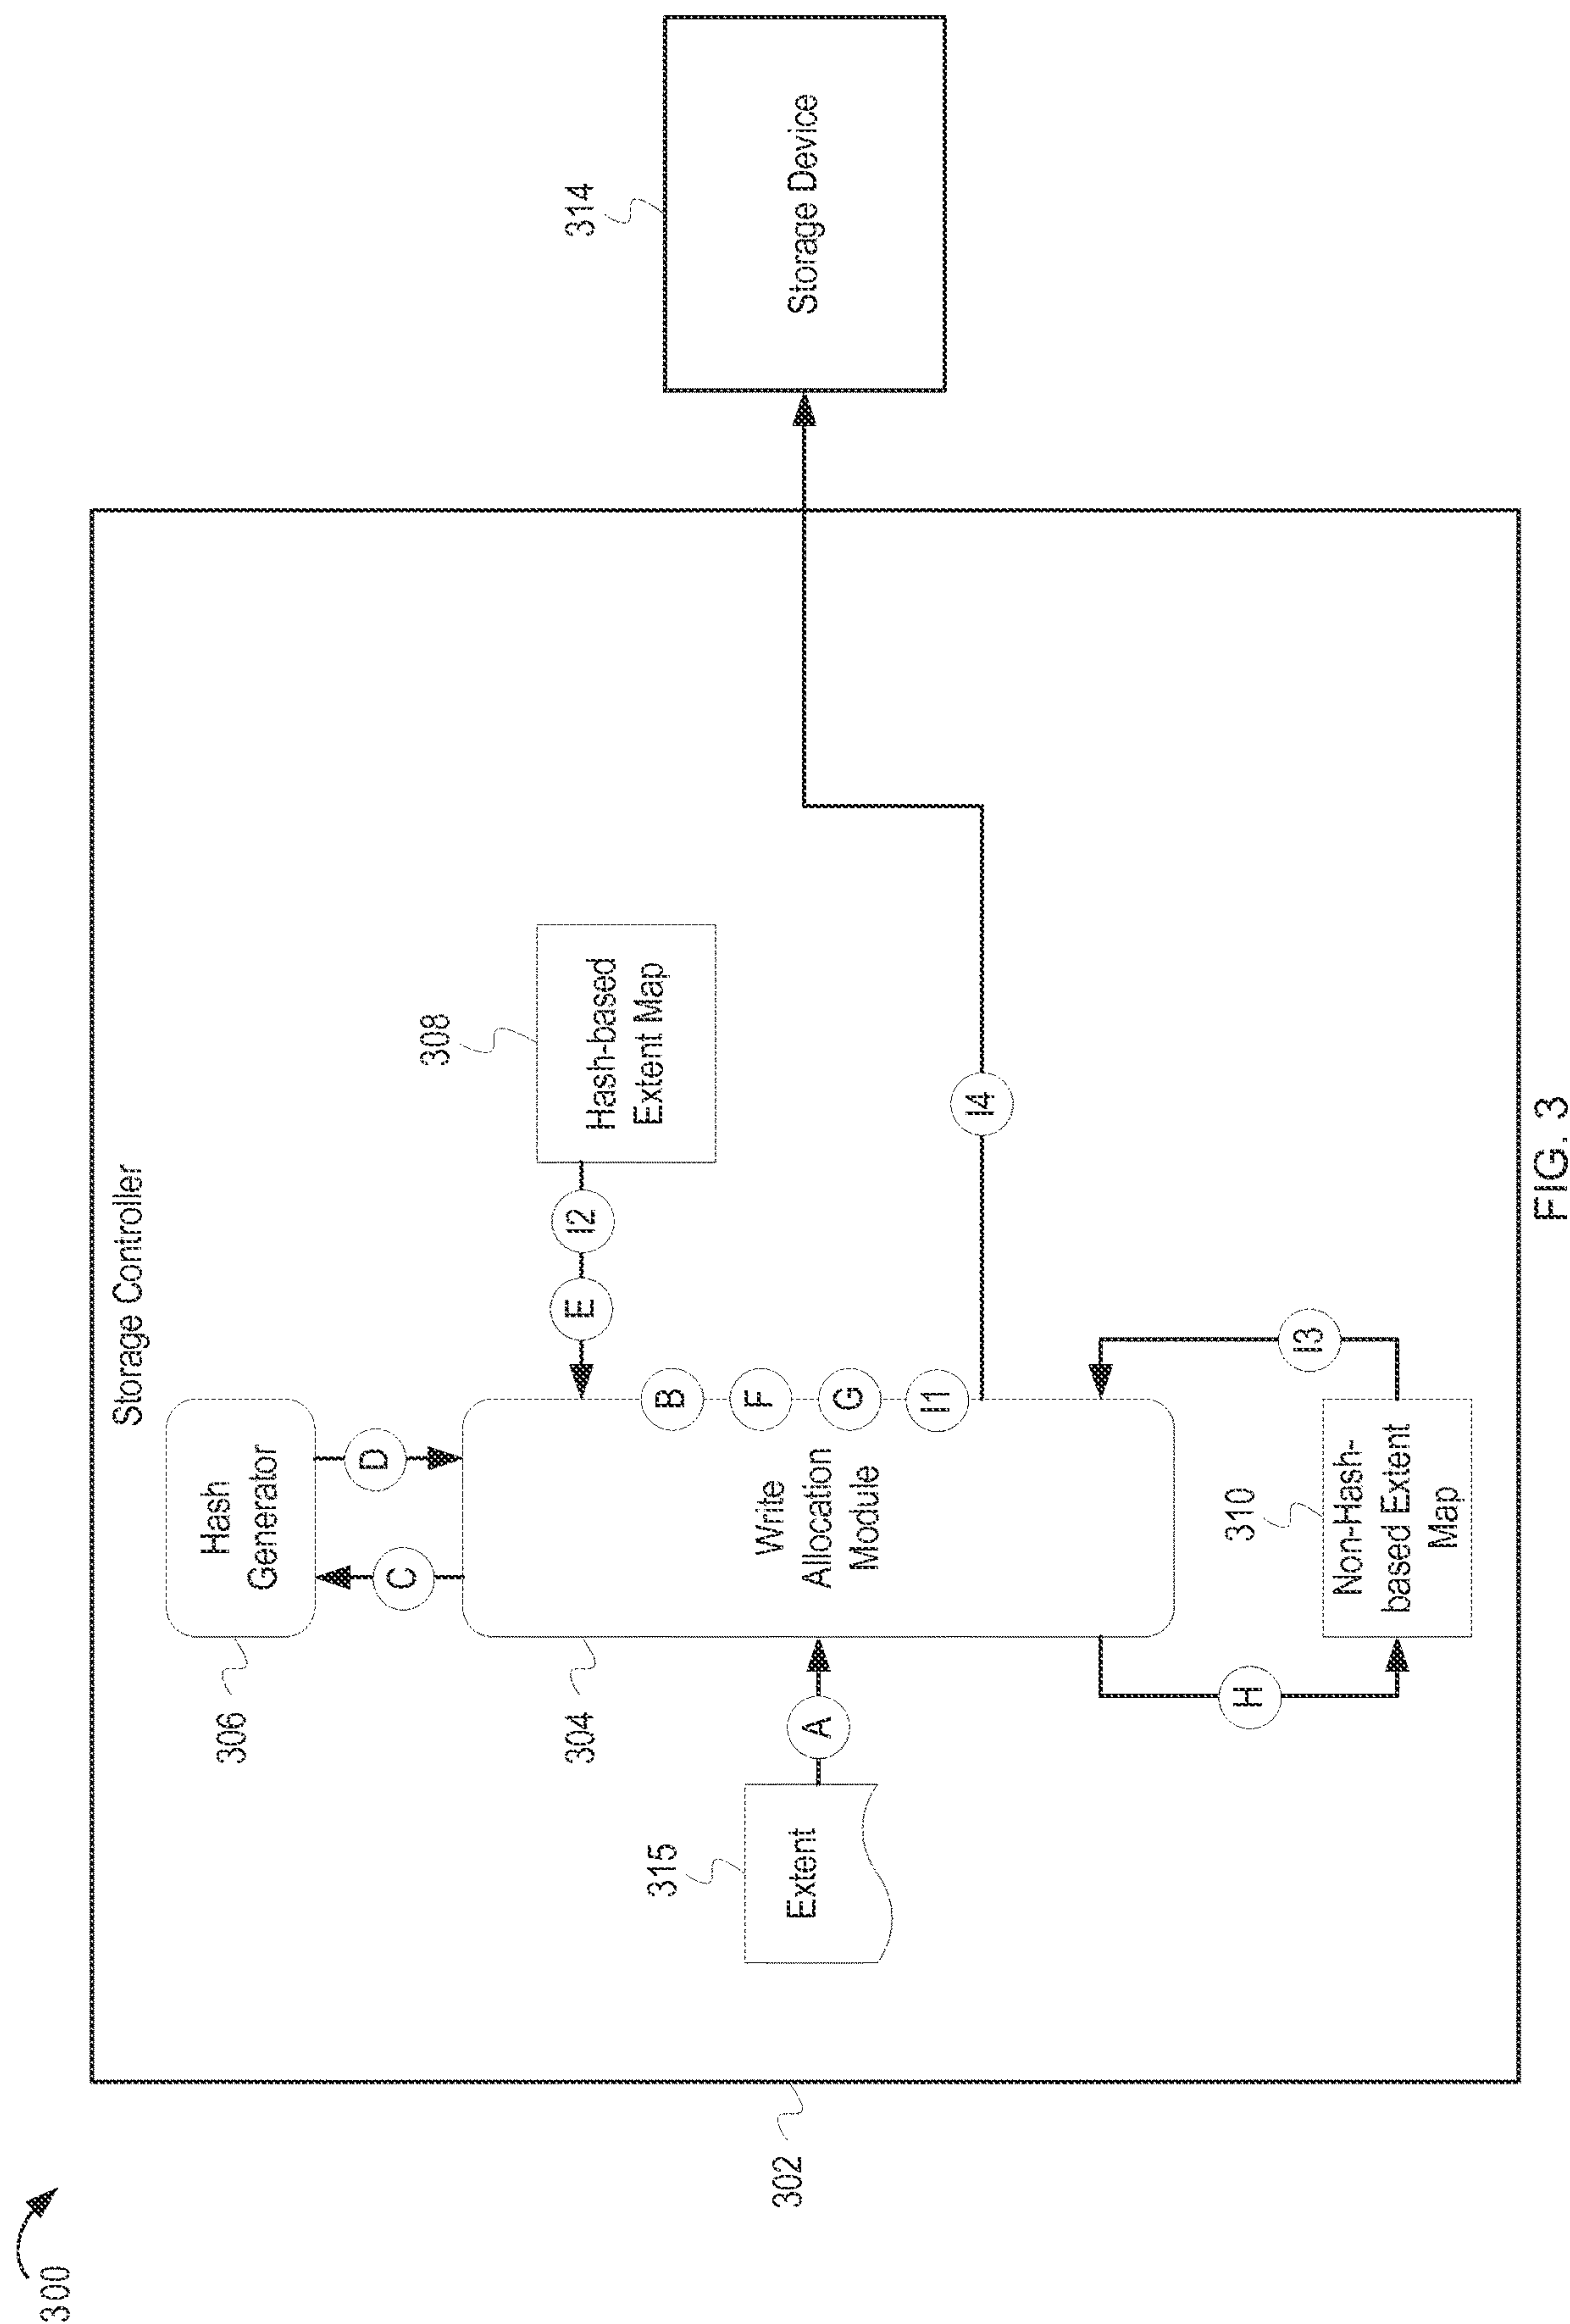 300
302
Storage Controller
306
Hash
Generator
C
D
304
Write
Allocation
Module
315
Extent
A
B
F
G
I1
E
I2
308
Hash-based
Extent Map
I4
H
I3
310
Non-Hash-
based Extent
Map
314
Storage Device
FIG. 3